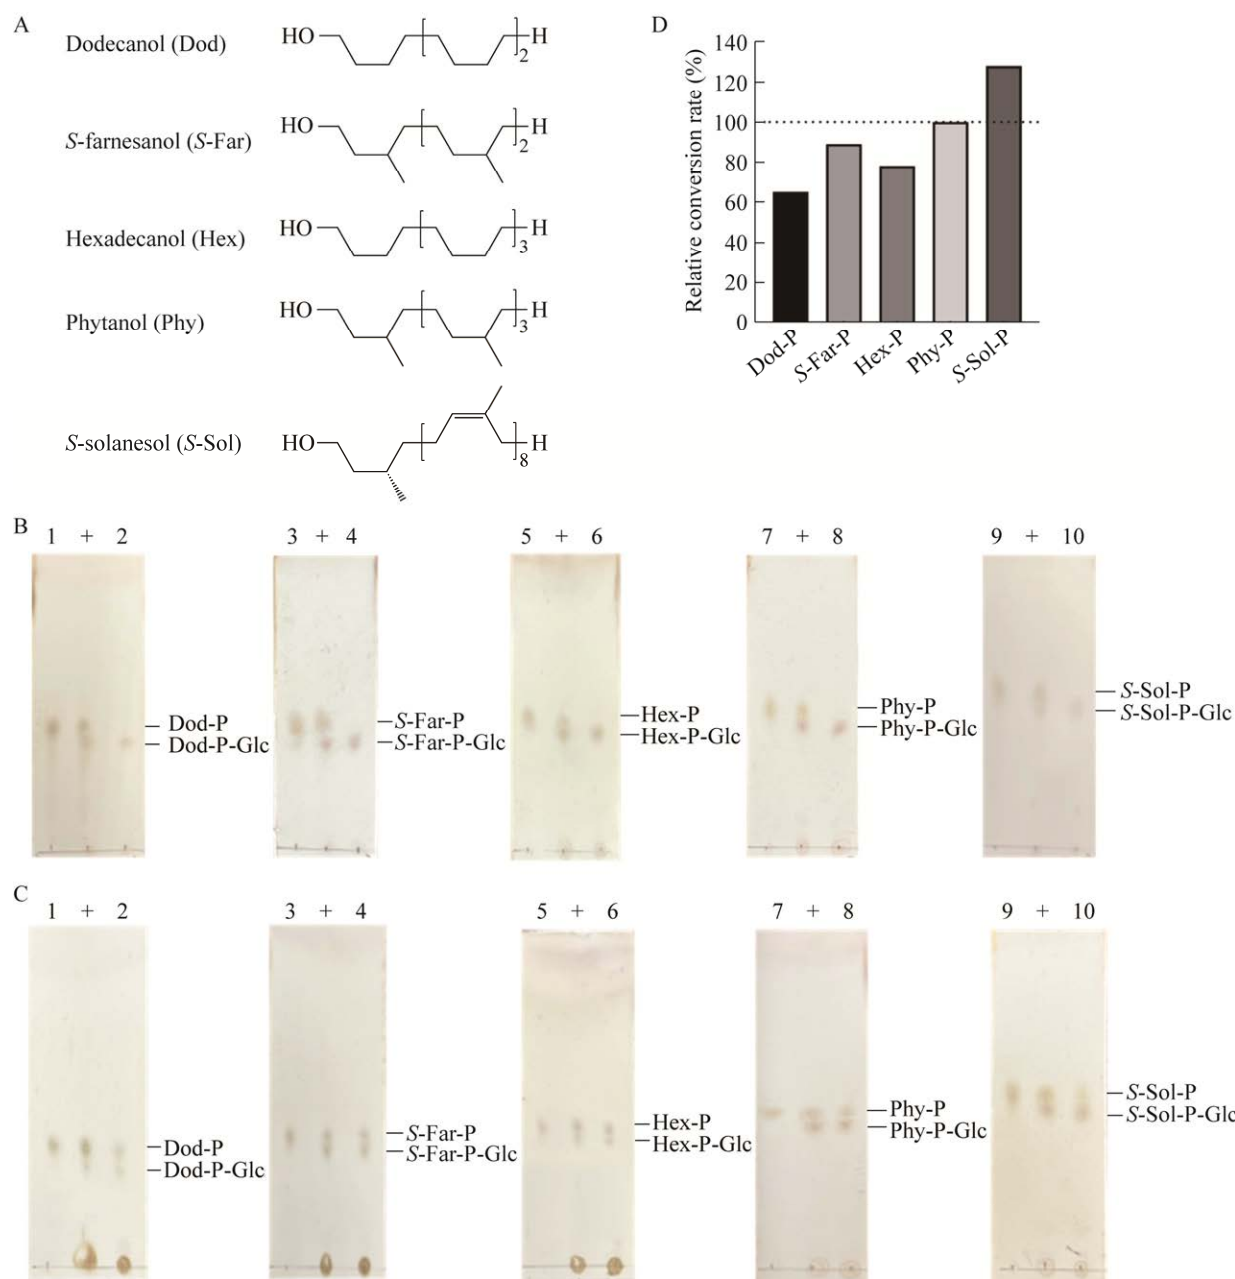 A
Dodecanol (Dod)
HO
H
2
S-farnesanol (S-Far)
HO
H
2
Hexadecanol (Hex)
HO
H
3
Phytanol (Phy)
HO
H
3
S-solanesol (S-Sol)
HO
H
8
D
Relative conversion rate (%)
140
120
100
80
60
40
20
0
Dod-P
S-Far-P
Hex-P
Phy-P
S-Sol-P
B
1 + 2
Dod-P
Dod-P-Glc
3 + 4
S-Far-P
S-Far-P-Glc
5 + 6
Hex-P
Hex-P-Glc
7 + 8
Phy-P
Phy-P-Glc
9 + 10
S-Sol-P
S-Sol-P-Glc
C
1 + 2
Dod-P
Dod-P-Glc
3 + 4
S-Far-P
S-Far-P-Glc
5 + 6
Hex-P
Hex-P-Glc
7 + 8
Phy-P
Phy-P-Glc
9 + 10
S-Sol-P
S-Sol-P-Glc